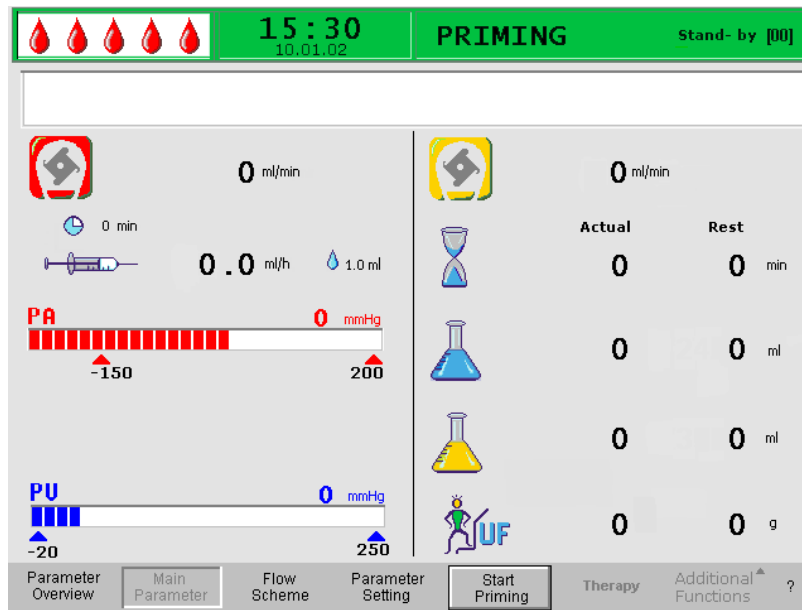 15:30
10.01.02
PRIMING
Stand- by [00]
0 ml/min
0 min
0.0 ml/h 1.0 ml
PA 0 mmHg
-150 200
PV 0 mmHg
-20 250
0 ml/min
Actual Rest
0 0 min
0 0 ml
0 0 ml
UF 0 0 g
Parameter Overview
Main Parameter
Flow Scheme
Parameter Setting
Start Priming
Therapy
Additional Functions
?